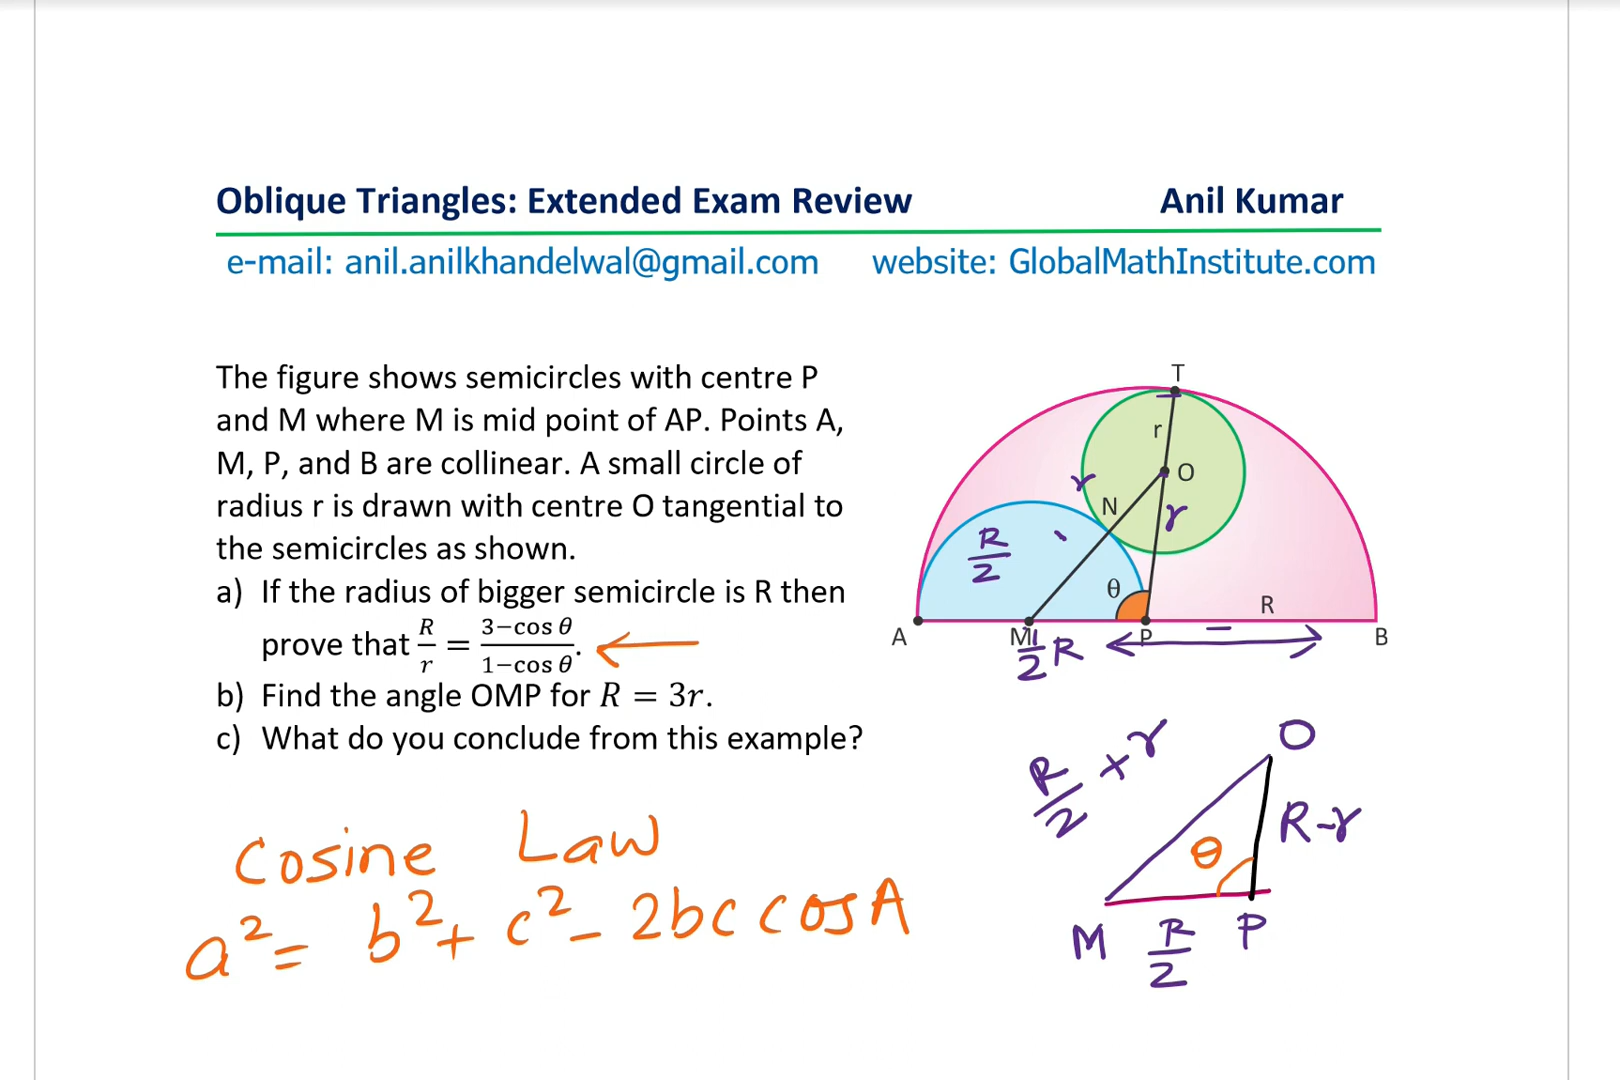 Oblique Triangles: Extended Exam Review Anil Kumar
e-mail: anil.anilkhandelwal@gmail.com website: GlobalMathInstitute.com
The figure shows semicircles with centre P
and M where M is mid point of AP. Points A,
M, P, and B are collinear. A small circle of
radius r is drawn with centre O tangential to
the semicircles as shown.
a) If the radius of bigger semicircle is R then
prove that R/r = (3−cos θ)/(1−cos θ).
b) Find the angle OMP for R = 3r.
c) What do you conclude from this example?
T
r
O
r
N
r
R/2
θ
R
A M P B
1/2 R
Cosine Law
a² = b² + c² − 2bc cosA
O
R/2 + r
R-r
θ
M R/2 P